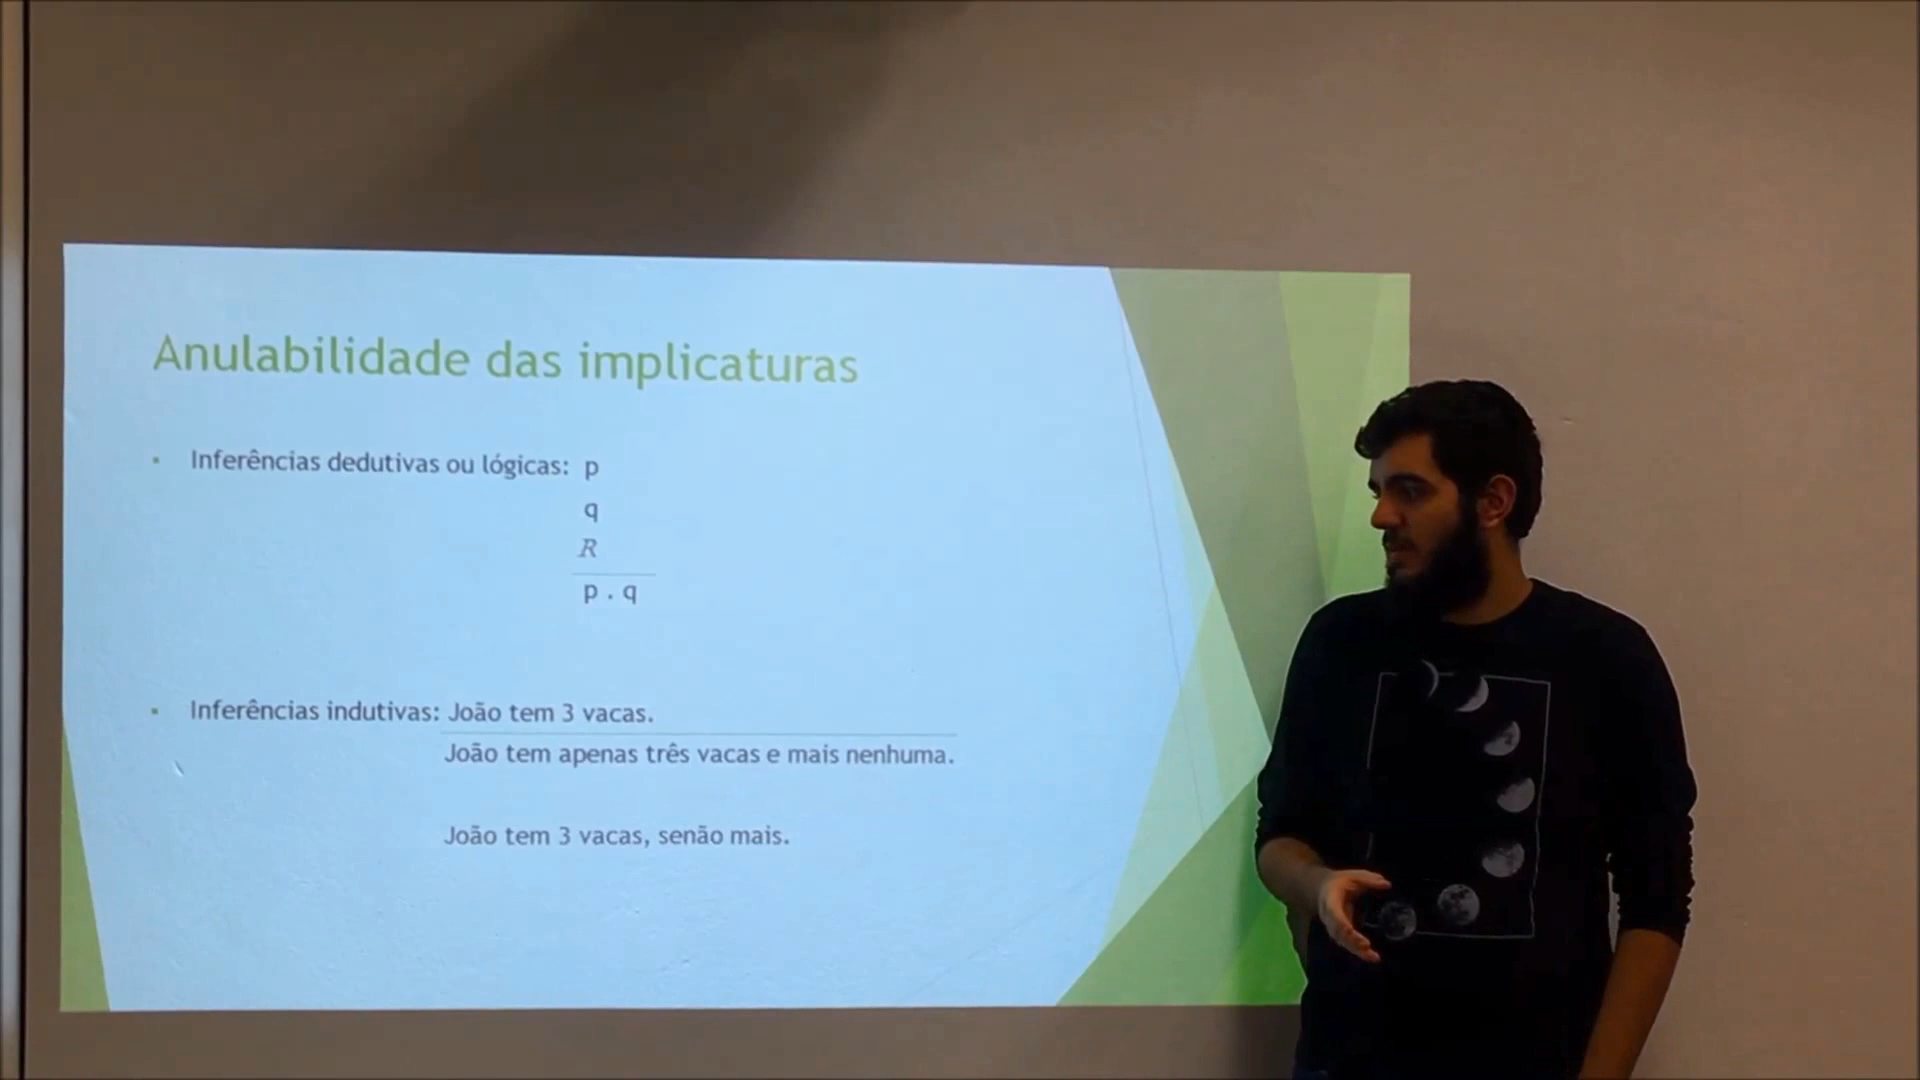 Anulabilidade das implicaturas
Inferências dedutivas ou lógicas: p
q
R
p . q
Inferências indutivas: João tem 3 vacas.
João tem apenas três vacas e mais nenhuma.
João tem 3 vacas, senão mais.